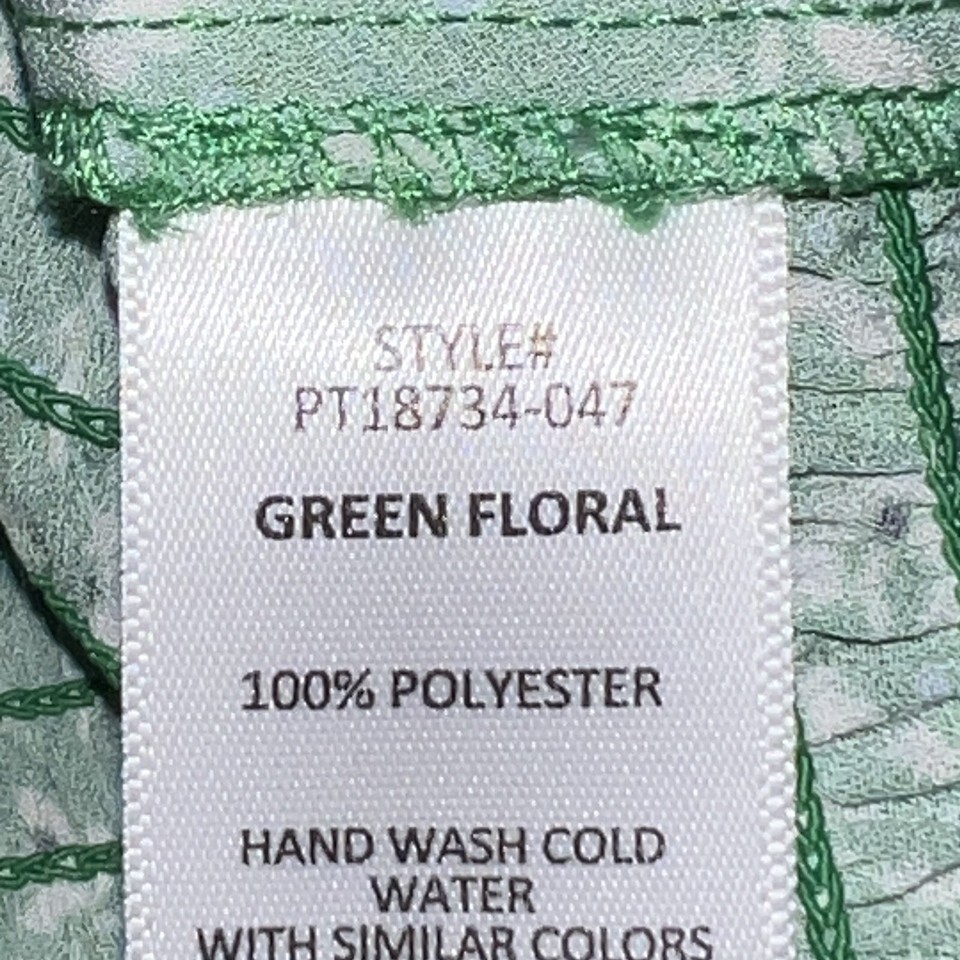 STYLE#
PT18734-047
GREEN FLORAL
100% POLYESTER
HAND WASH COLD
WATER
WITH SIMILAR COLORS